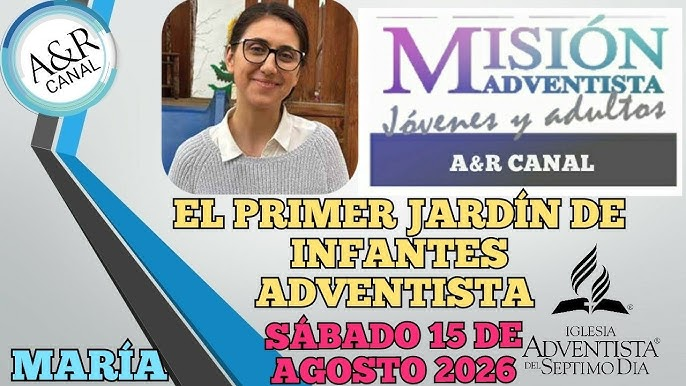 A&R
CANAL
MISIÓN
ADVENTISTA
Jóvenes y adultos
A&R CANAL
EL PRIMER JARDÍN DE
INFANTES
ADVENTISTA
SÁBADO 15 DE
AGOSTO 2026
MARÍA
IGLESIA
ADVENTISTA®
DEL SÉPTIMO DÍA